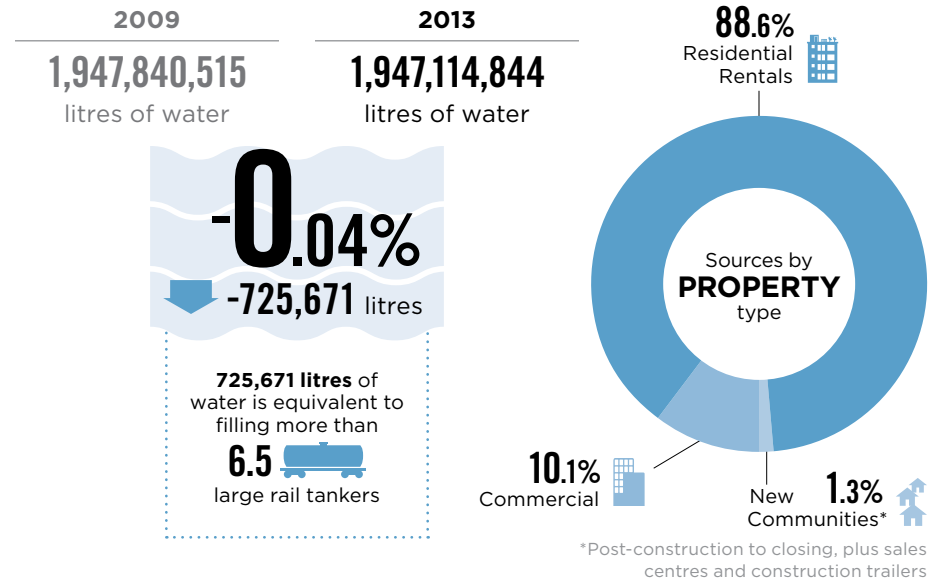 2009
1,947,840,515
litres of water
2013
1,947,114,844
litres of water
-0.04%
-725,671 litres
725,671 litres of
water is equivalent to
filling more than
6.5
large rail tankers
88.6%
Residential
Rentals
Sources by
PROPERTY
type
10.1%
Commercial
1.3%
New
Communities*
*Post-construction to closing, plus sales
centres and construction trailers